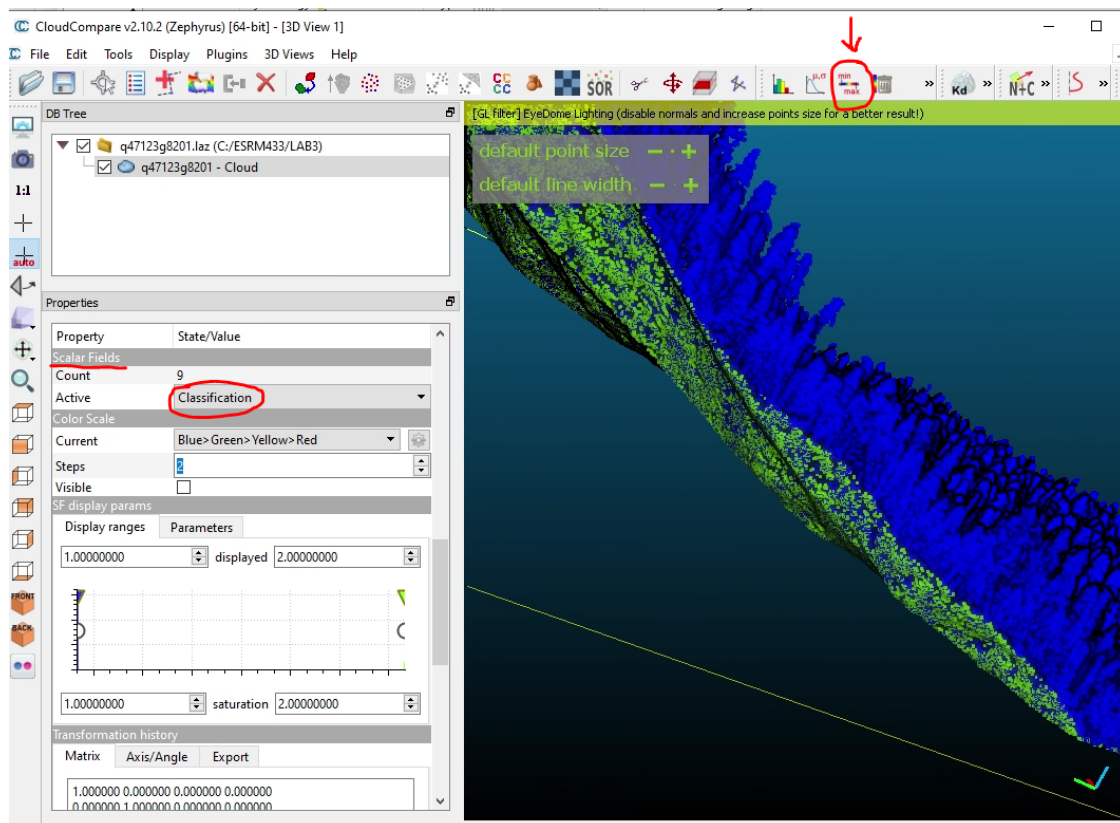 CloudCompare v2.10.2 (Zephyrus) [64-bit] - [3D View 1]
File Edit Tools Display Plugins 3D Views Help
CC CC SOR μ,σ min max » Kd » N+C » »
DB Tree
q47123g8201.laz (C:/ESRM433/LAB3)
q47123g8201 - Cloud
1:1
auto
Properties
Property State/Value
Scalar Fields
Count 9
Active Classification
Color Scale
Current Blue>Green>Yellow>Red
Steps 2
Visible
SF display params
Display ranges Parameters
1.00000000 displayed 2.00000000
1.00000000 saturation 2.00000000
Transformation history
Matrix Axis/Angle Export
1.000000 0.000000 0.000000 0.000000
0.000000 1.000000 0.000000 0.000000
FRONT
BACK
[GL filter] EyeDome Lighting (disable normals and increase points size for a better result!)
default point size
default line width